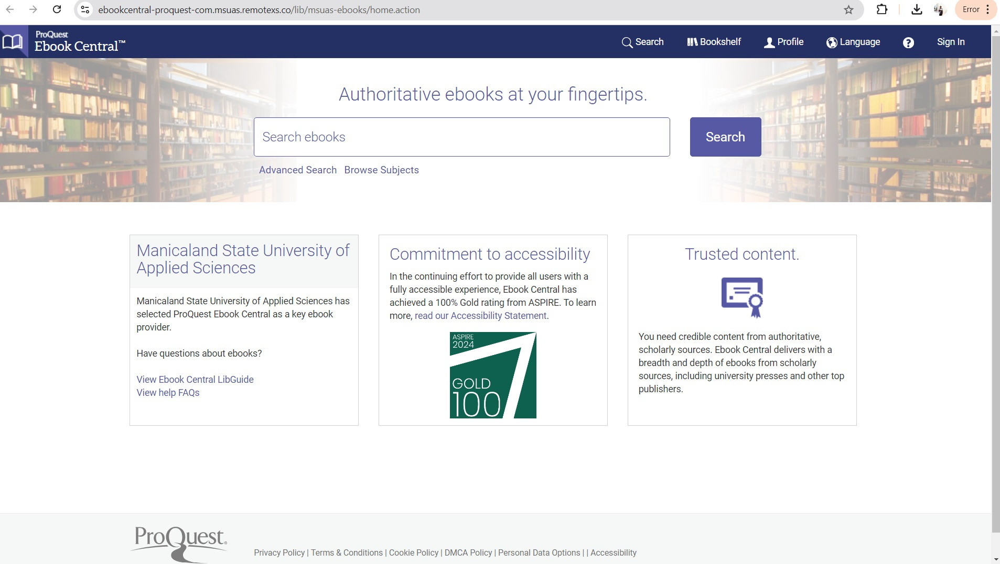 ebookcentral-proquest-com.msuas.remotexs.co/lib/msuas-ebooks/home.action
Error
ProQuest
Ebook Central™
Search
Bookshelf
Profile
Language
?
Sign In
Authoritative ebooks at your fingertips.
Search ebooks
Search
Advanced Search
Browse Subjects
Manicaland State University of
Applied Sciences
Manicaland State University of Applied Sciences has
selected ProQuest Ebook Central as a key ebook
provider.
Have questions about ebooks?
View Ebook Central LibGuide
View help FAQs
Commitment to accessibility
In the continuing effort to provide all users with a
fully accessible experience, Ebook Central has
achieved a 100% Gold rating from ASPIRE. To learn
more, read our Accessibility Statement.
ASPIRE
2024
GOLD
100
Trusted content.
You need credible content from authoritative,
scholarly sources. Ebook Central delivers with a
breadth and depth of ebooks from scholarly
sources, including university presses and other top
publishers.
ProQuest.
Privacy Policy | Terms & Conditions | Cookie Policy | DMCA Policy | Personal Data Options | | Accessibility